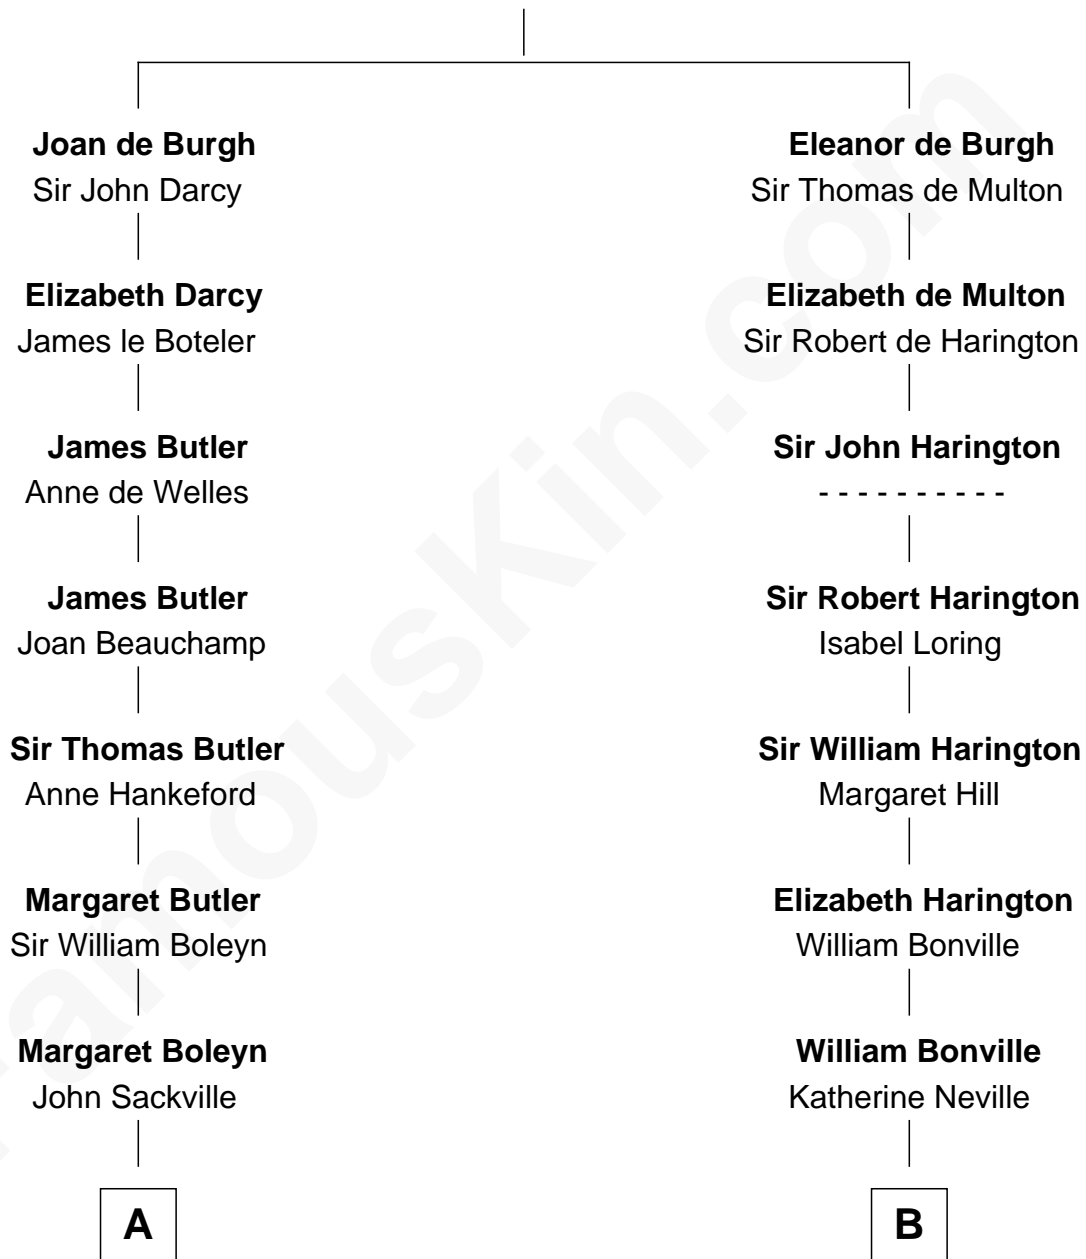 Joan de Burgh
Sir John Darcy
Elizabeth Darcy
James le Boteler
James Butler
Anne de Welles
James Butler
Joan Beauchamp
Sir Thomas Butler
Anne Hankeford
Margaret Butler
Sir William Boleyn
Margaret Boleyn
John Sackville
A
Eleanor de Burgh
Sir Thomas de Multon
Elizabeth de Multon
Sir Robert de Harington
Sir John Harington
- - - - - - - - - -
Sir Robert Harington
Isabel Loring
Sir William Harington
Margaret Hill
Elizabeth Harington
William Bonville
William Bonville
Katherine Neville
B
FamousKin.com